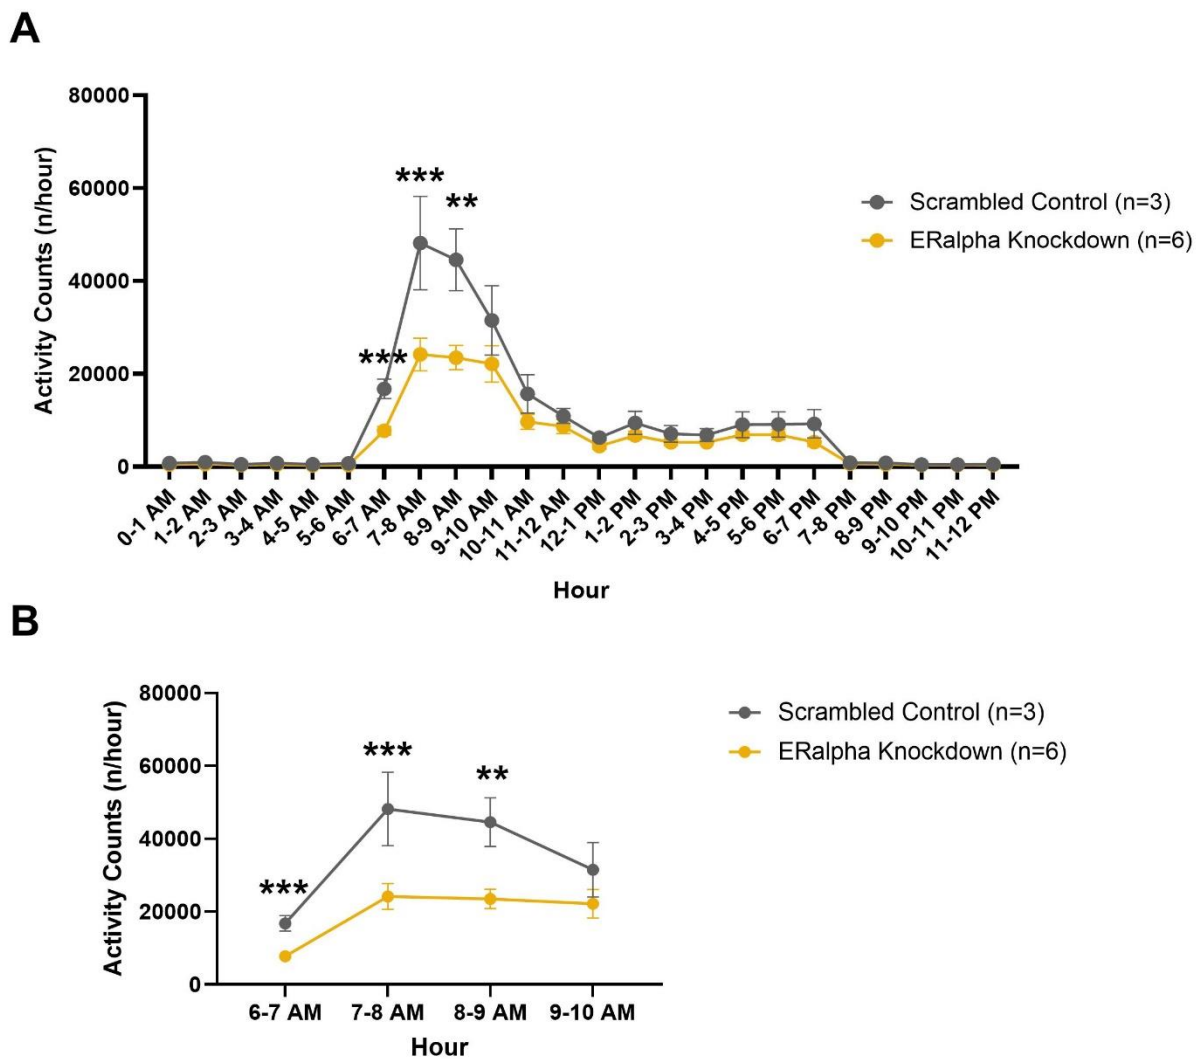 A
80000
60000
40000
20000
0
Activity Counts (n/hour)
***
***
**
Scrambled Control (n=3)
ERalpha Knockdown (n=6)
0-1 AM
1-2 AM
2-3 AM
3-4 AM
4-5 AM
5-6 AM
6-7 AM
7-8 AM
8-9 AM
9-10 AM
10-11 AM
11-12 AM
12-1 PM
1-2 PM
2-3 PM
3-4 PM
4-5 PM
5-6 PM
6-7 PM
7-8 PM
8-9 PM
9-10 PM
10-11 PM
11-12 PM
Hour
B
80000
60000
40000
20000
0
Activity Counts (n/hour)
***
***
**
Scrambled Control (n=3)
ERalpha Knockdown (n=6)
6-7 AM
7-8 AM
8-9 AM
9-10 AM
Hour